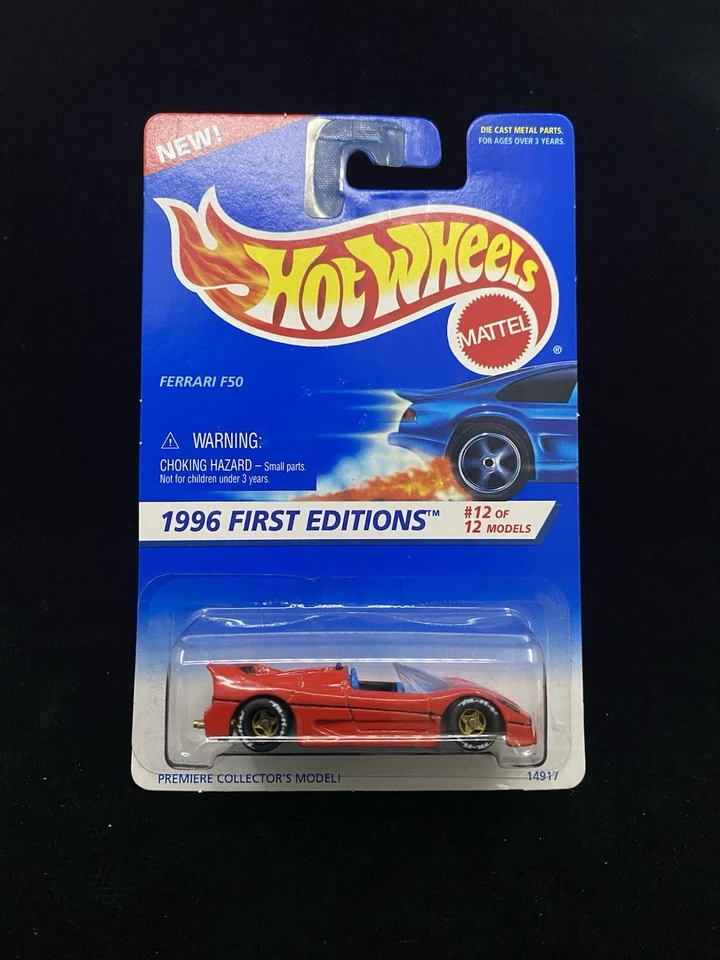 NEW!
DIE CAST METAL PARTS.
FOR AGES OVER 3 YEARS.
HOT WHEELS
MATTEL
®
FERRARI F50
⚠ WARNING:
CHOKING HAZARD – Small parts.
Not for children under 3 years.
1996 FIRST EDITIONS™
#12 OF
12 MODELS
PREMIERE COLLECTOR'S MODEL!
14917